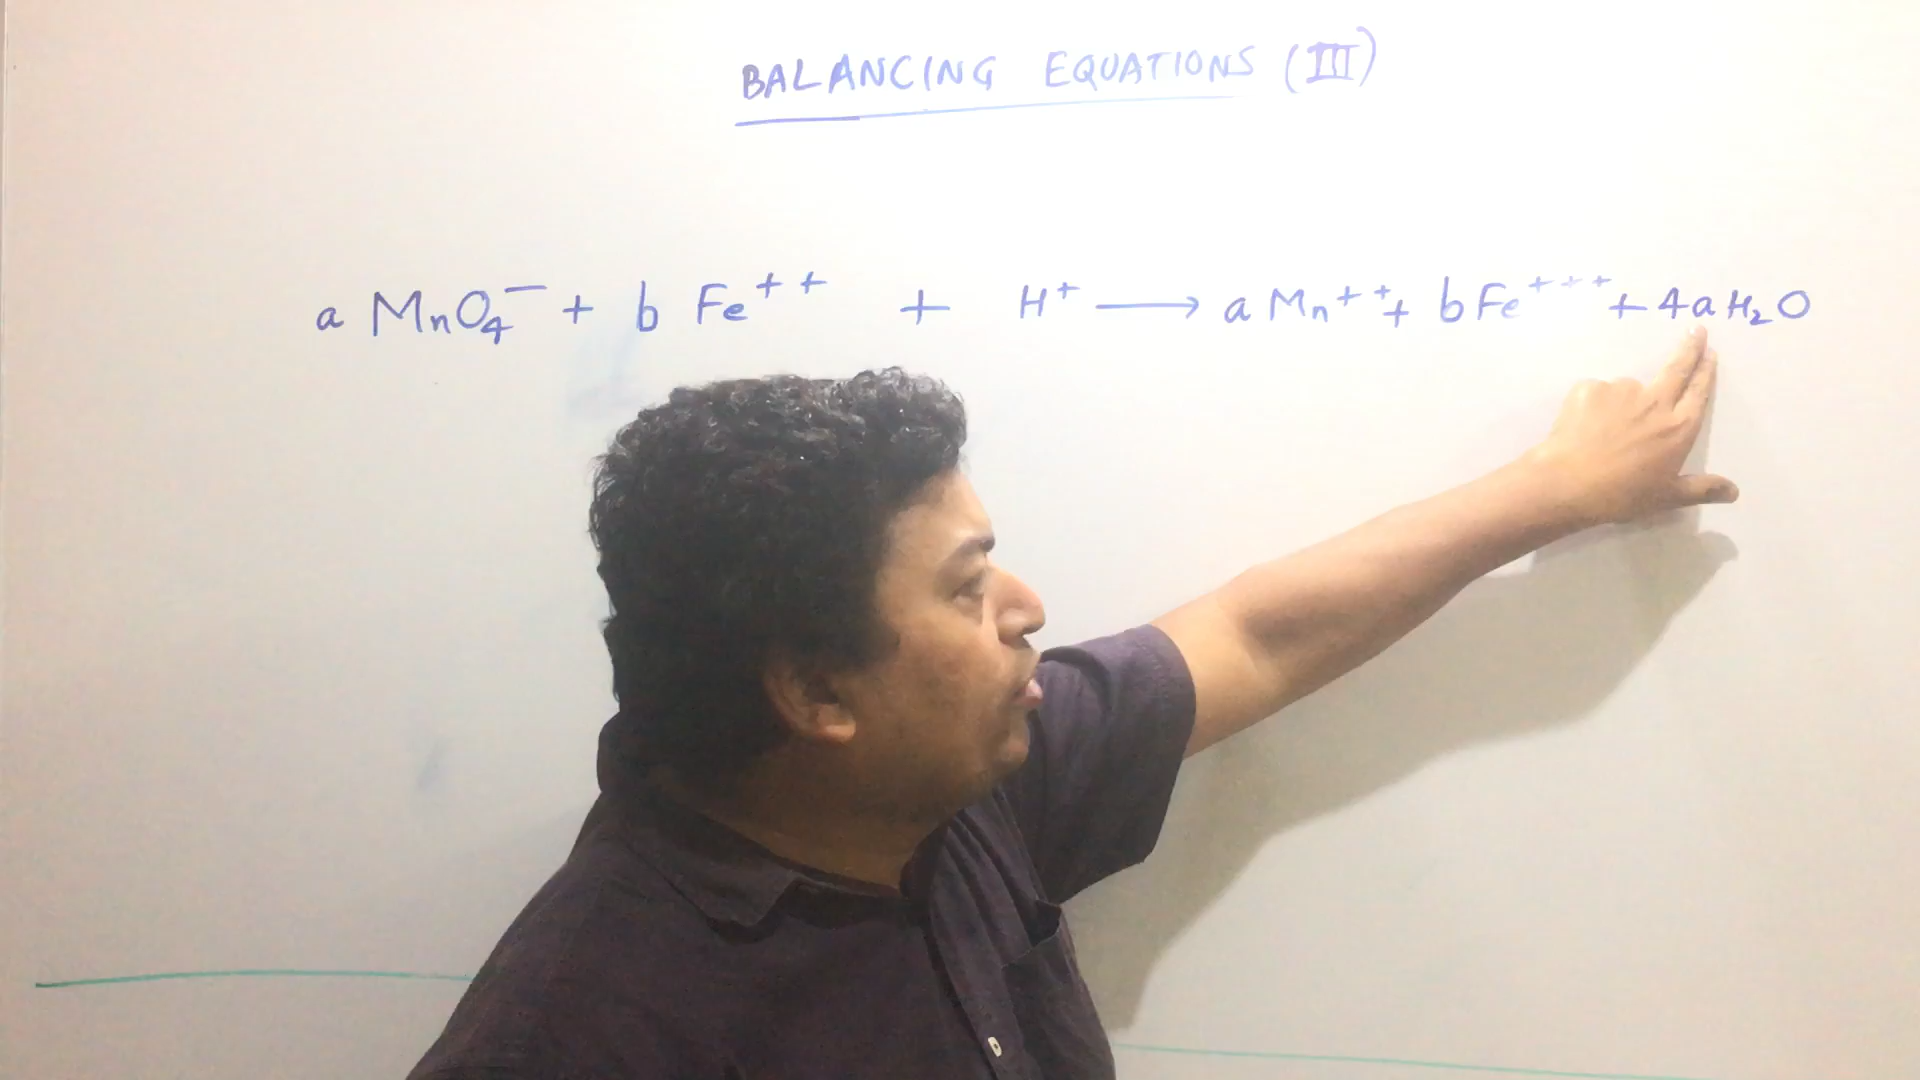 BALANCING EQUATIONS (III)
a MnO₄⁻ + b Fe⁺⁺ + H⁺ ⟶ a Mn⁺⁺ + b Fe⁺⁺⁺ + 4a H₂O